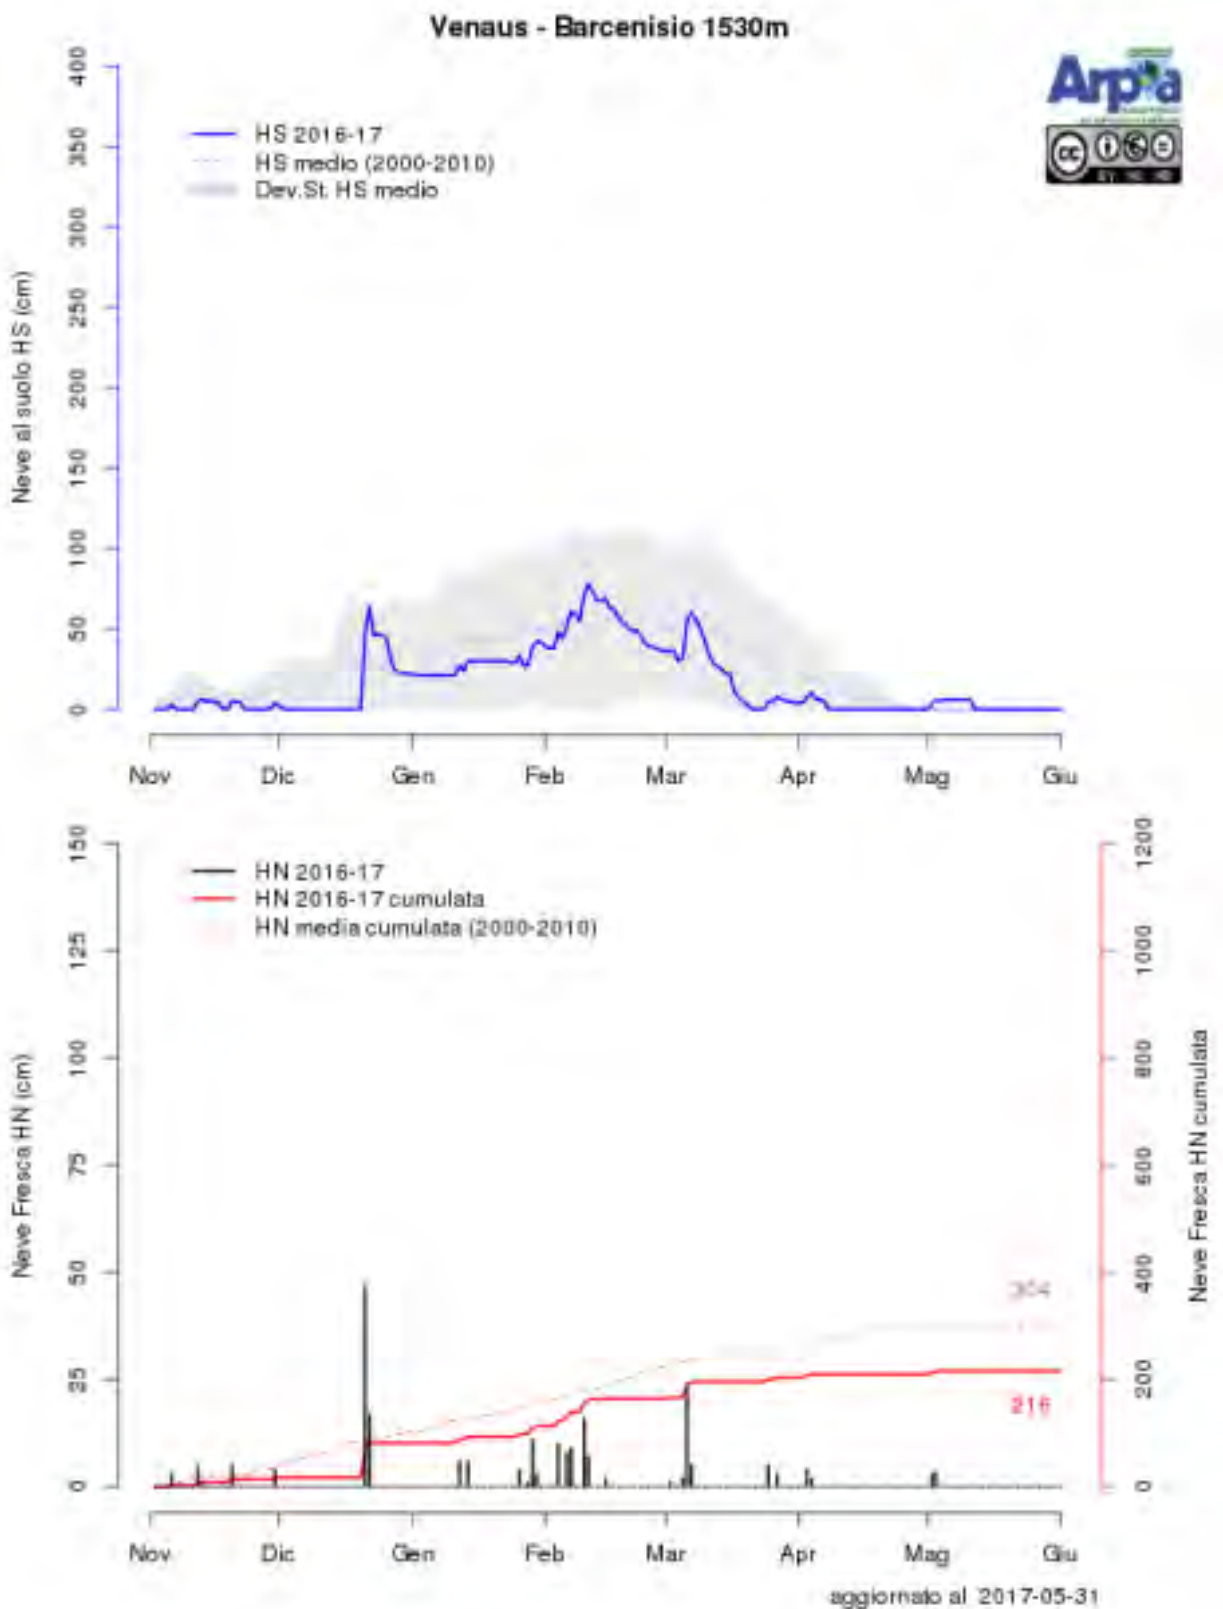 Venaus - Barcenisio 1530m
Arpa
cc
HS 2016-17
HS medio (2000-2010)
Dev.St. HS medio
Neve al suolo HS (cm)
400
350
300
250
200
150
100
50
0
Nov Dic Gen Feb Mar Apr Mag Giu
HN 2016-17
HN 2016-17 cumulata
HN media cumulata (2000-2010)
Neve Fresca HN (cm)
150
125
100
75
50
25
0
1200
1000
800
600
400
200
0
Neve Fresca HN cumulata
304
216
Nov Dic Gen Feb Mar Apr Mag Giu
aggiornato al 2017-05-31